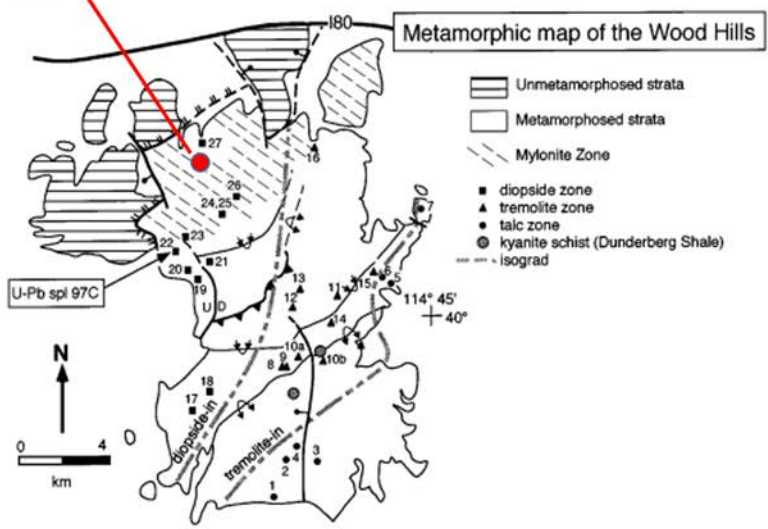 I80
Metamorphic map of the Wood Hills
Unmetamorphosed strata
Metamorphosed strata
Mylonite Zone
diopside zone
tremolite zone
talc zone
kyanite schist (Dunderberg Shale)
isograd
27
16
26
24,25
7
23
22
21
20
19
U-Pb spl 97C
U D
13
12
11
15
6
5
114° 45'
40°
14
10a
10b
9
8
N
18
17
diopside-in
tremolite-in
0 4
km
4
3
2
1